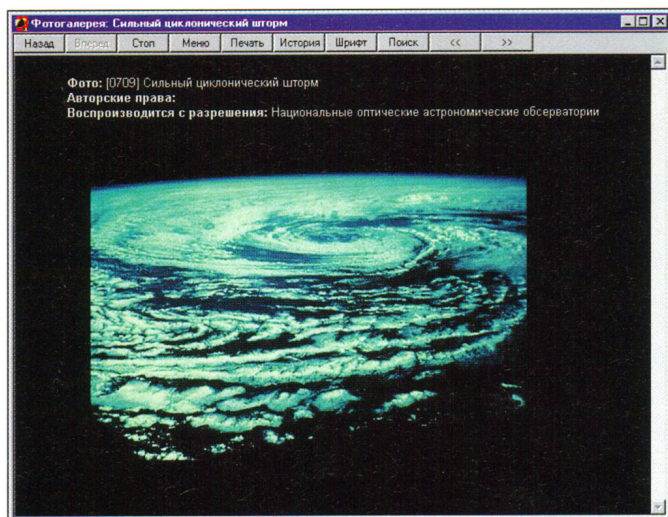 Фотогалерея: Сильный циклонический шторм
Назад Вперед Стоп Меню Печать История Шрифт Поиск << >>
Фото: [0709] Сильный циклонический шторм
Авторские права:
Воспроизводится с разрешения: Национальные оптические астрономические обсерватории